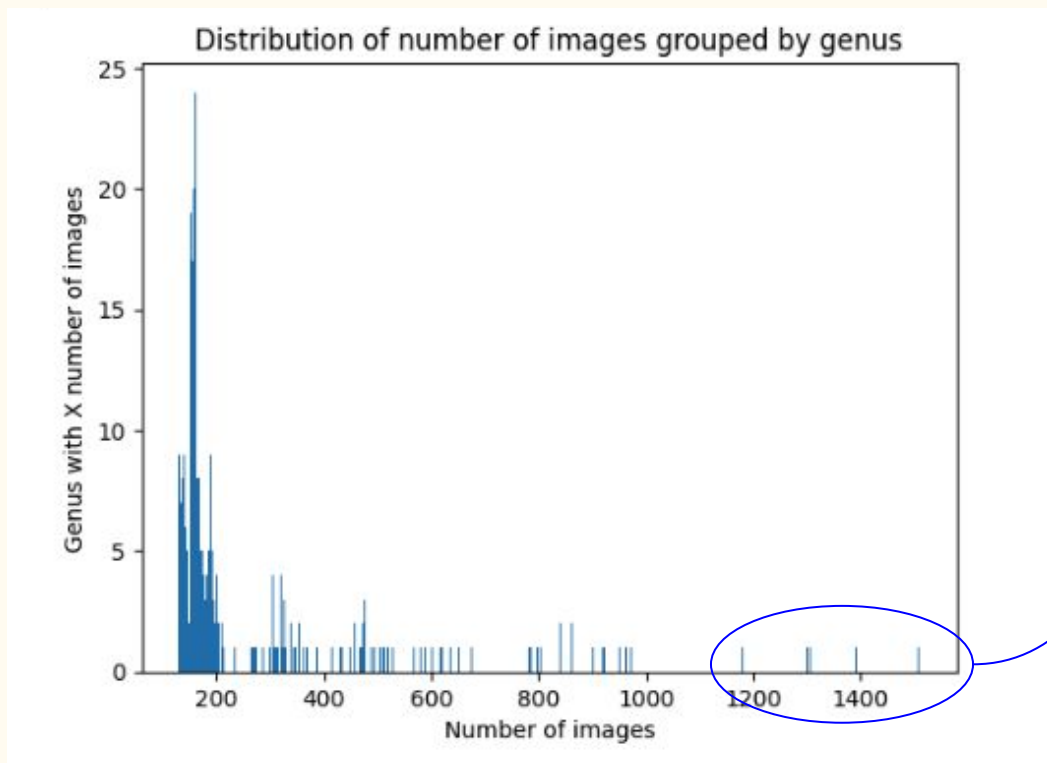 Distribution of number of images grouped by genus
25
20
15
10
5
0
Genus with X number of images
200 400 600 800 1000 1200 1400
Number of images